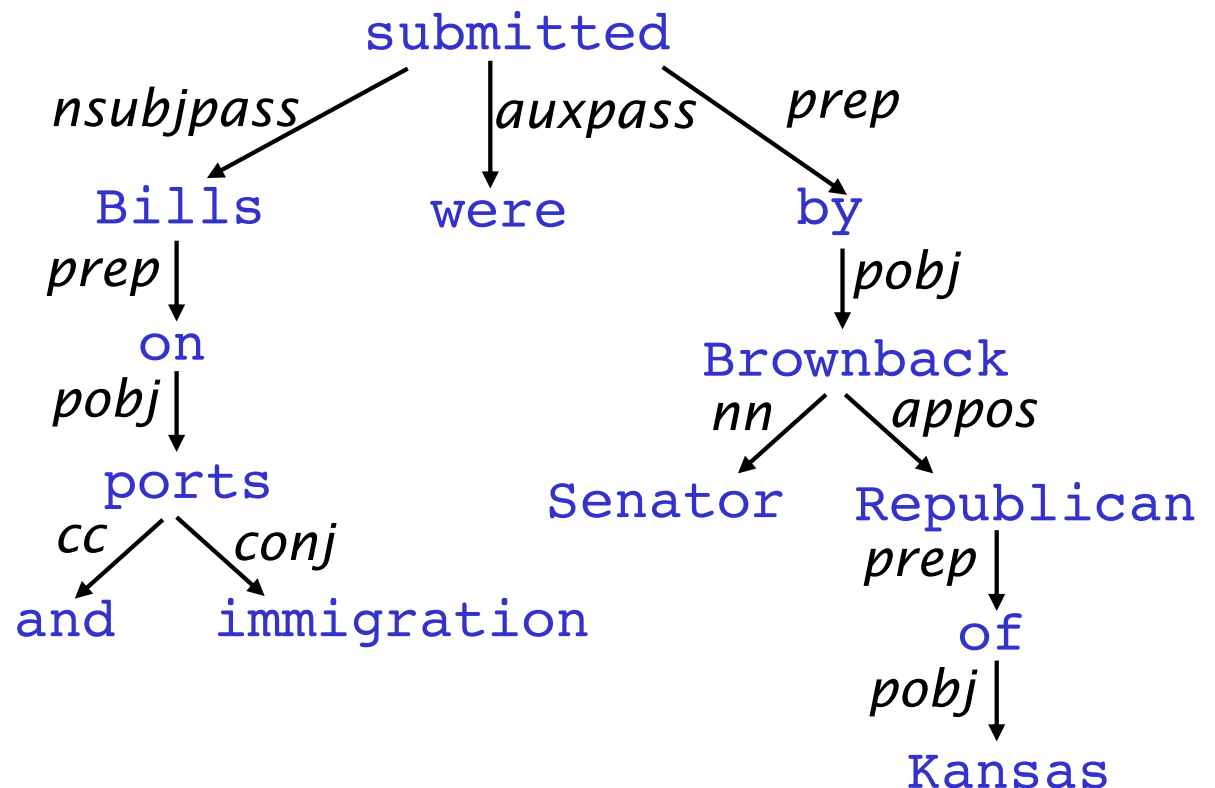 submitted
nsubjpass auxpass prep
Bills were by
prep pobj
on Brownback
pobj nn appos
ports Senator Republican
cc conj prep
and immigration of
pobj
Kansas